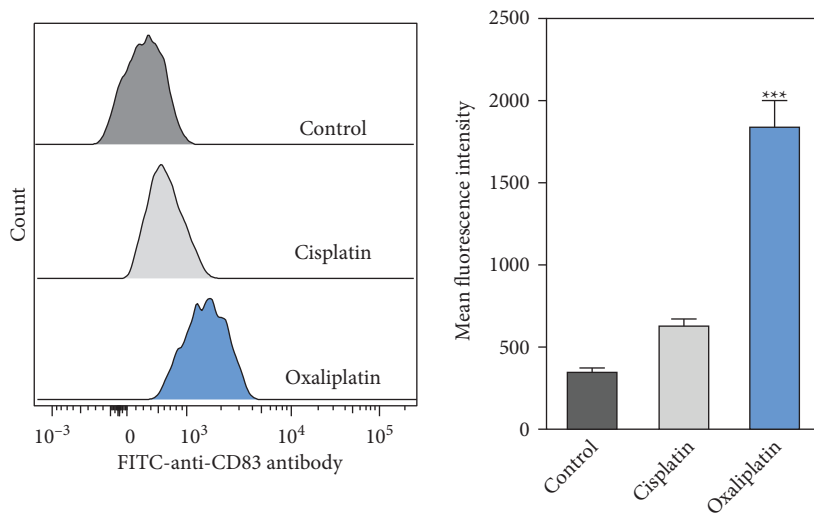 Count
Control
Cisplatin
Oxaliplatin
10⁻³ 0 10³ 10⁴ 10⁵
FITC-anti-CD83 antibody
Mean fluorescence intensity
2500
2000
1500
1000
500
0
***
Control
Cisplatin
Oxaliplatin